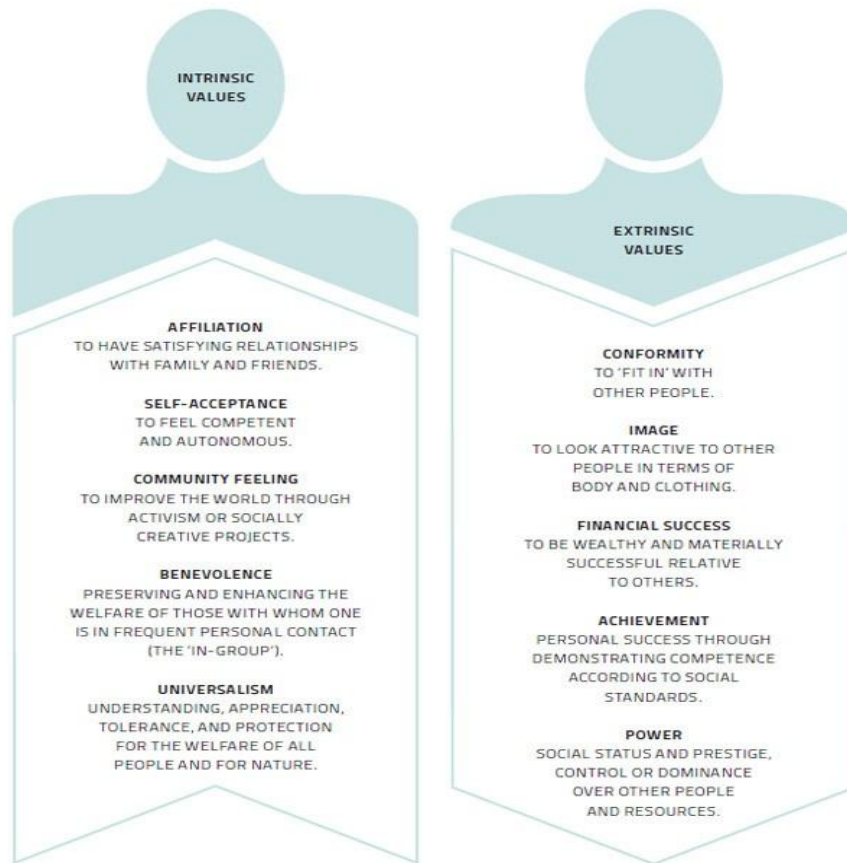 INTRINSIC
VALUES
AFFILIATION
TO HAVE SATISFYING RELATIONSHIPS
WITH FAMILY AND FRIENDS.
SELF-ACCEPTANCE
TO FEEL COMPETENT
AND AUTONOMOUS.
COMMUNITY FEELING
TO IMPROVE THE WORLD THROUGH
ACTIVISM OR SOCIALLY
CREATIVE PROJECTS.
BENEVOLENCE
PRESERVING AND ENHANCING THE
WELFARE OF THOSE WITH WHOM ONE
IS IN FREQUENT PERSONAL CONTACT
(THE 'IN-GROUP').
UNIVERSALISM
UNDERSTANDING, APPRECIATION,
TOLERANCE, AND PROTECTION
FOR THE WELFARE OF ALL
PEOPLE AND FOR NATURE.
EXTRINSIC
VALUES
CONFORMITY
TO 'FIT IN' WITH
OTHER PEOPLE.
IMAGE
TO LOOK ATTRACTIVE TO OTHER
PEOPLE IN TERMS OF
BODY AND CLOTHING.
FINANCIAL SUCCESS
TO BE WEALTHY AND MATERIALLY
SUCCESSFUL RELATIVE
TO OTHERS.
ACHIEVEMENT
PERSONAL SUCCESS THROUGH
DEMONSTRATING COMPETENCE
ACCORDING TO SOCIAL
STANDARDS.
POWER
SOCIAL STATUS AND PRESTIGE,
CONTROL OR DOMINANCE
OVER OTHER PEOPLE
AND RESOURCES.